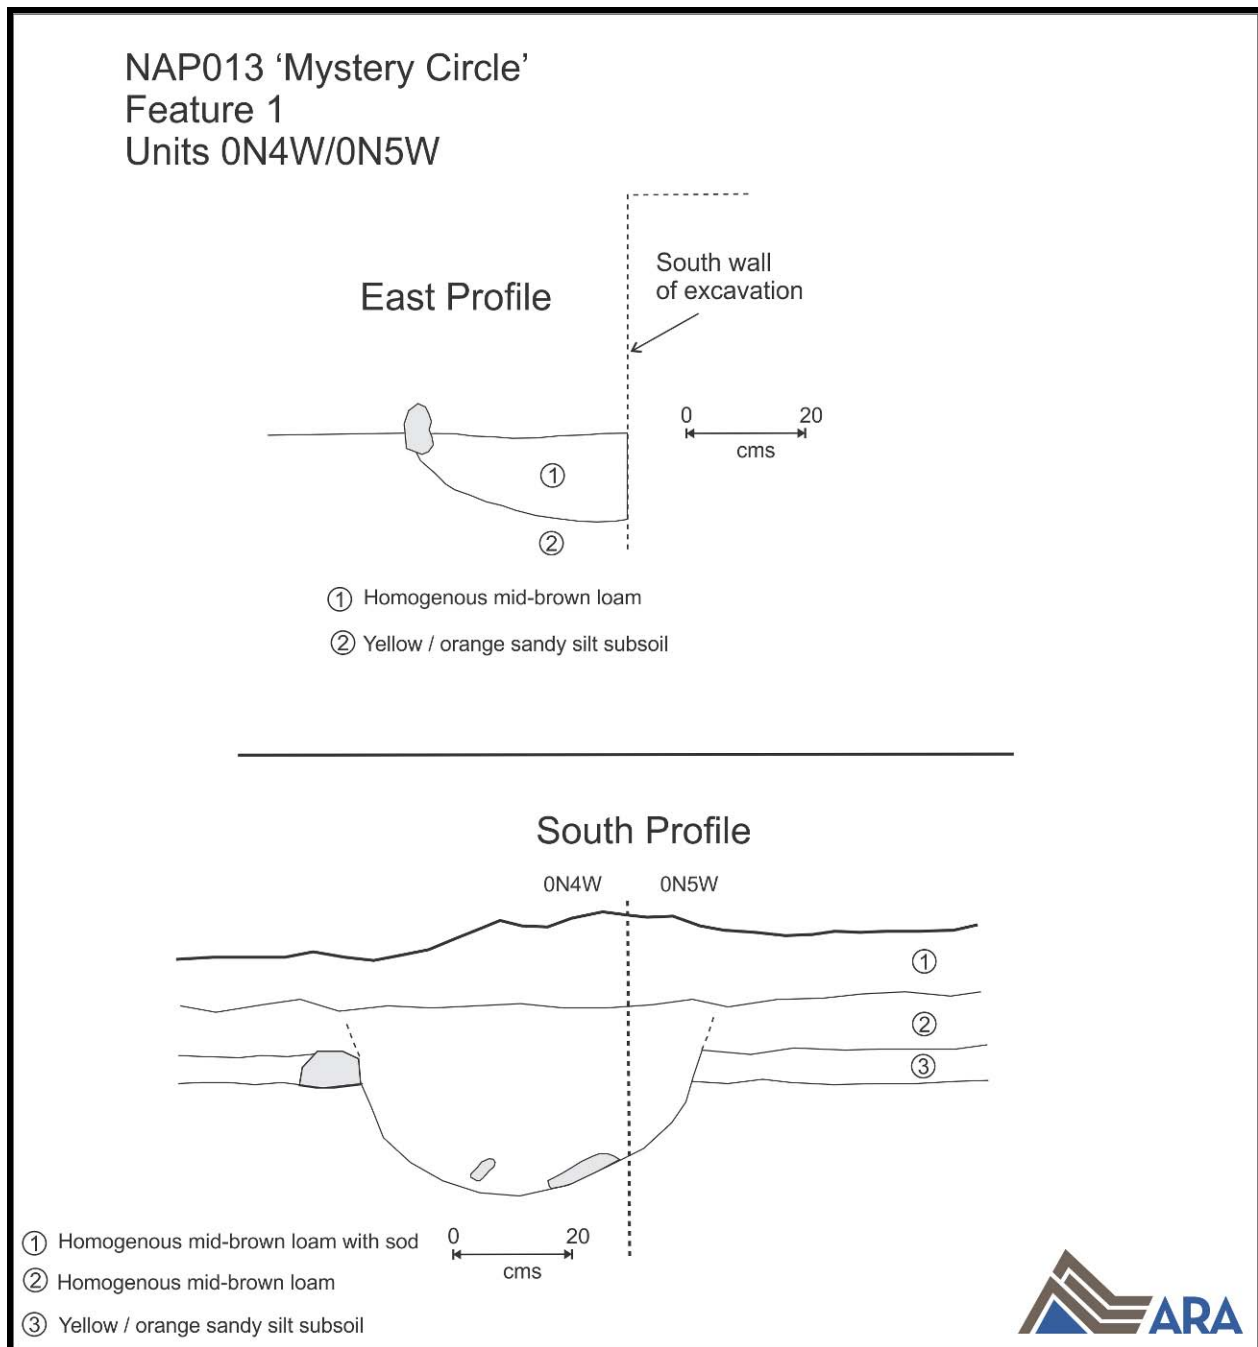 NAP013 ‘Mystery Circle’
Feature 1
Units 0N4W/0N5W
South wall
of excavation
East Profile
0 20
cms
①
②
① Homogenous mid-brown loam
② Yellow / orange sandy silt subsoil
South Profile
0N4W 0N5W
①
②
③
① Homogenous mid-brown loam with sod
② Homogenous mid-brown loam
③ Yellow / orange sandy silt subsoil
0 20
cms
ARA